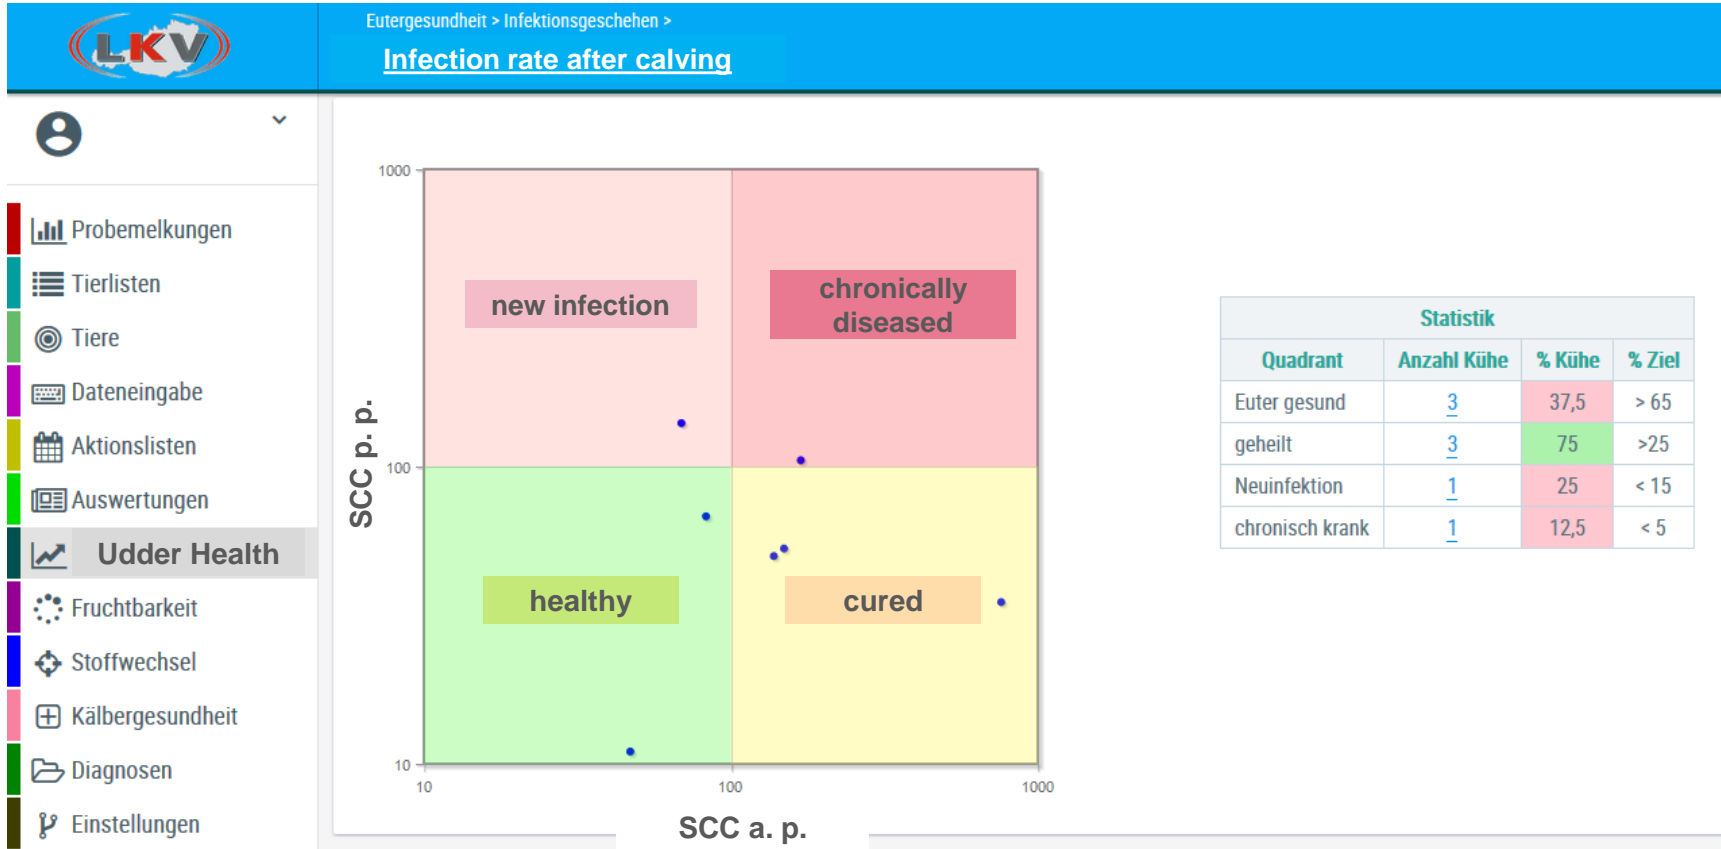 LKV
Eutergesundheit > Infektionsgeschehen >
Infection rate after calving
Probemelkungen
Tierlisten
Tiere
Dateneingabe
Aktionslisten
Auswertungen
Udder Health
Fruchtbarkeit
Stoffwechsel
Kälbergesundheit
Diagnosen
Einstellungen
1000
new infection
chronically
diseased
SCC p. p.
100
healthy
cured
10
10 100 1000
SCC a. p.
Statistik
Quadrant Anzahl Kühe % Kühe % Ziel
Euter gesund 3 37,5 > 65
geheilt 3 75 >25
Neuinfektion 1 25 < 15
chronisch krank 1 12,5 < 5